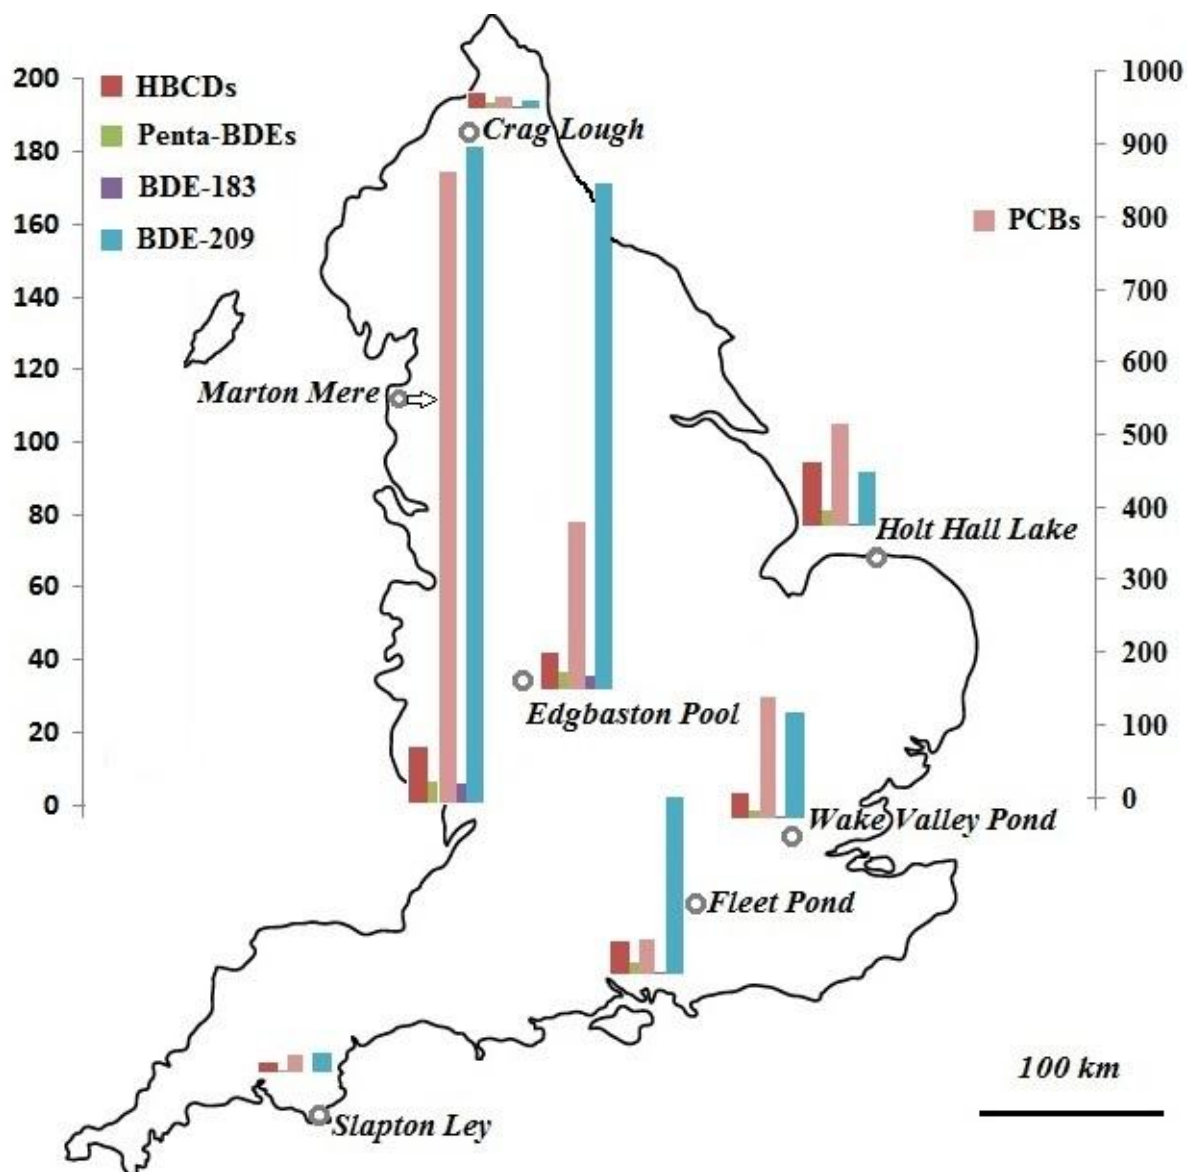 200
180
160
140
120
100
80
60
40
20
0
HBCDs
Penta-BDEs
BDE-183
BDE-209
1000
900
800
700
600
500
400
300
200
100
0
PCBs
Crag Lough
Marton Mere
Holt Hall Lake
Edgbaston Pool
Wake Valley Pond
Fleet Pond
Slapton Ley
100 km